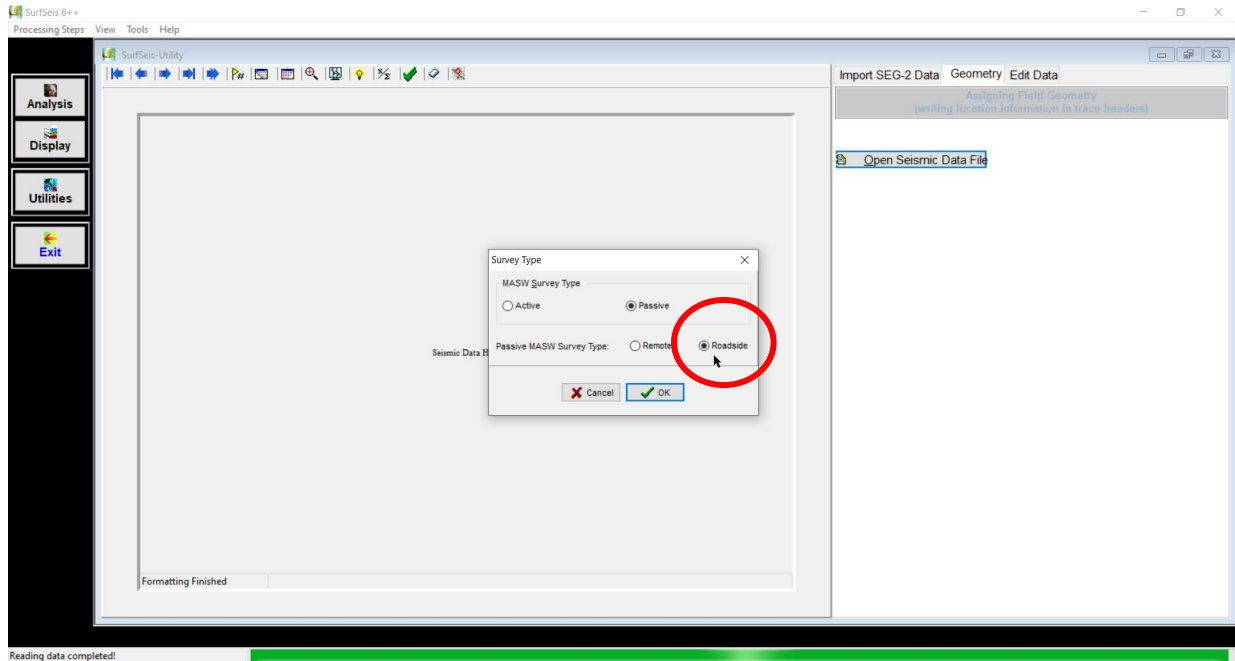 SurfSeis 6++
Processing Steps View Tools Help
SurfSeis-Utility
Analysis
Display
Utilities
Exit
Import SEG-2 Data Geometry Edit Data
Assigning Field Geometry
(writing location information in trace headers)
Open Seismic Data File
Seismic Data H
Survey Type
MASW Survey Type
Active Passive
Passive MASW Survey Type: Remote Roadside
Cancel OK
Formatting Finished
Reading data completed!